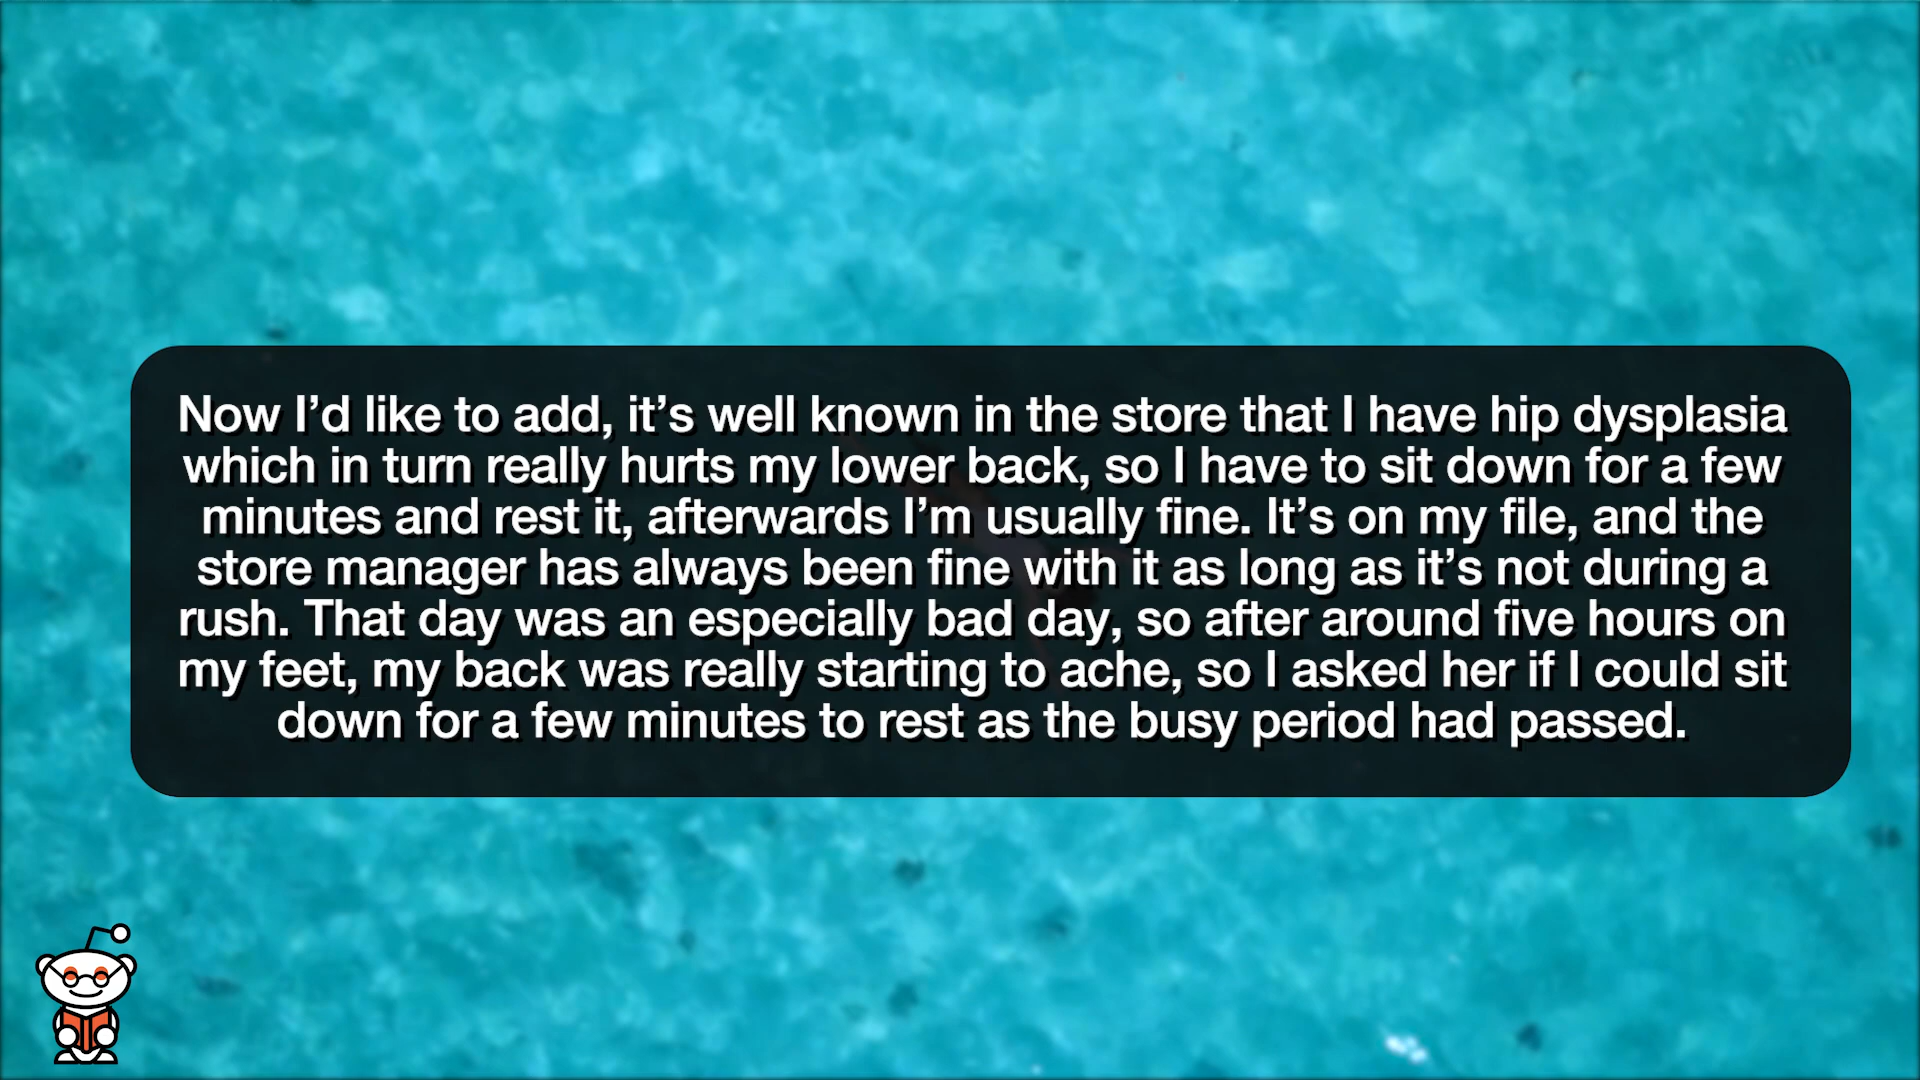 Now I’d like to add, it’s well known in the store that I have hip dysplasia
which in turn really hurts my lower back, so I have to sit down for a few
minutes and rest it, afterwards I’m usually fine. It’s on my file, and the
store manager has always been fine with it as long as it’s not during a
rush. That day was an especially bad day, so after around five hours on
my feet, my back was really starting to ache, so I asked her if I could sit
down for a few minutes to rest as the busy period had passed.